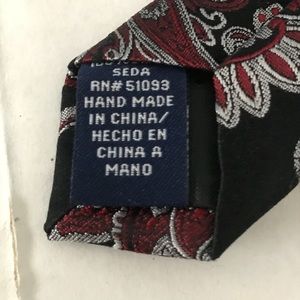 SEDA
RN# 51093
HAND MADE
IN CHINA/
HECHO EN
CHINA A
MANO